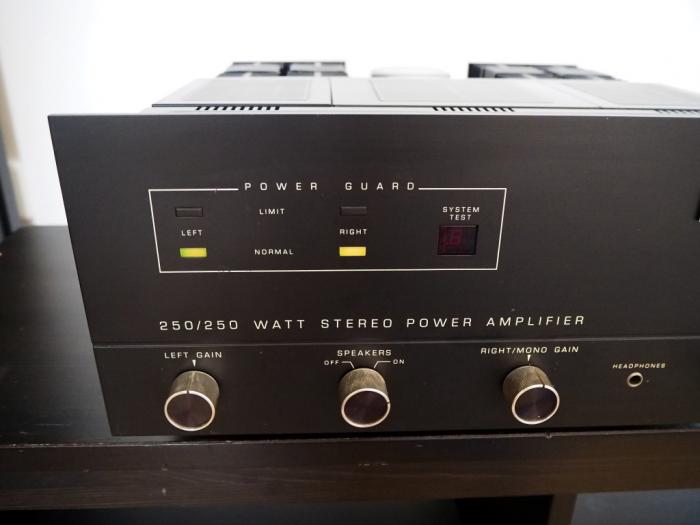 POWER GUARD
LIMIT
SYSTEM
TEST
LEFT
RIGHT
NORMAL
250/250 WATT STEREO POWER AMPLIFIER
LEFT GAIN
SPEAKERS
OFF
ON
RIGHT/MONO GAIN
HEADPHONES